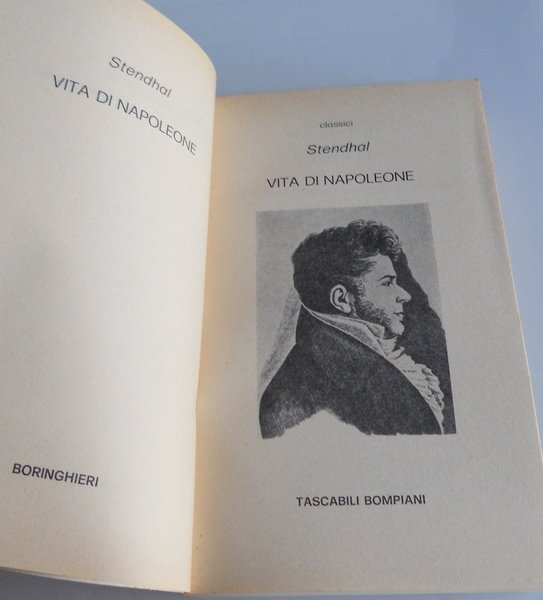 Stendhal
VITA DI NAPOLEONE
BORINGHIERI
classici
Stendhal
VITA DI NAPOLEONE
TASCABILI BOMPIANI